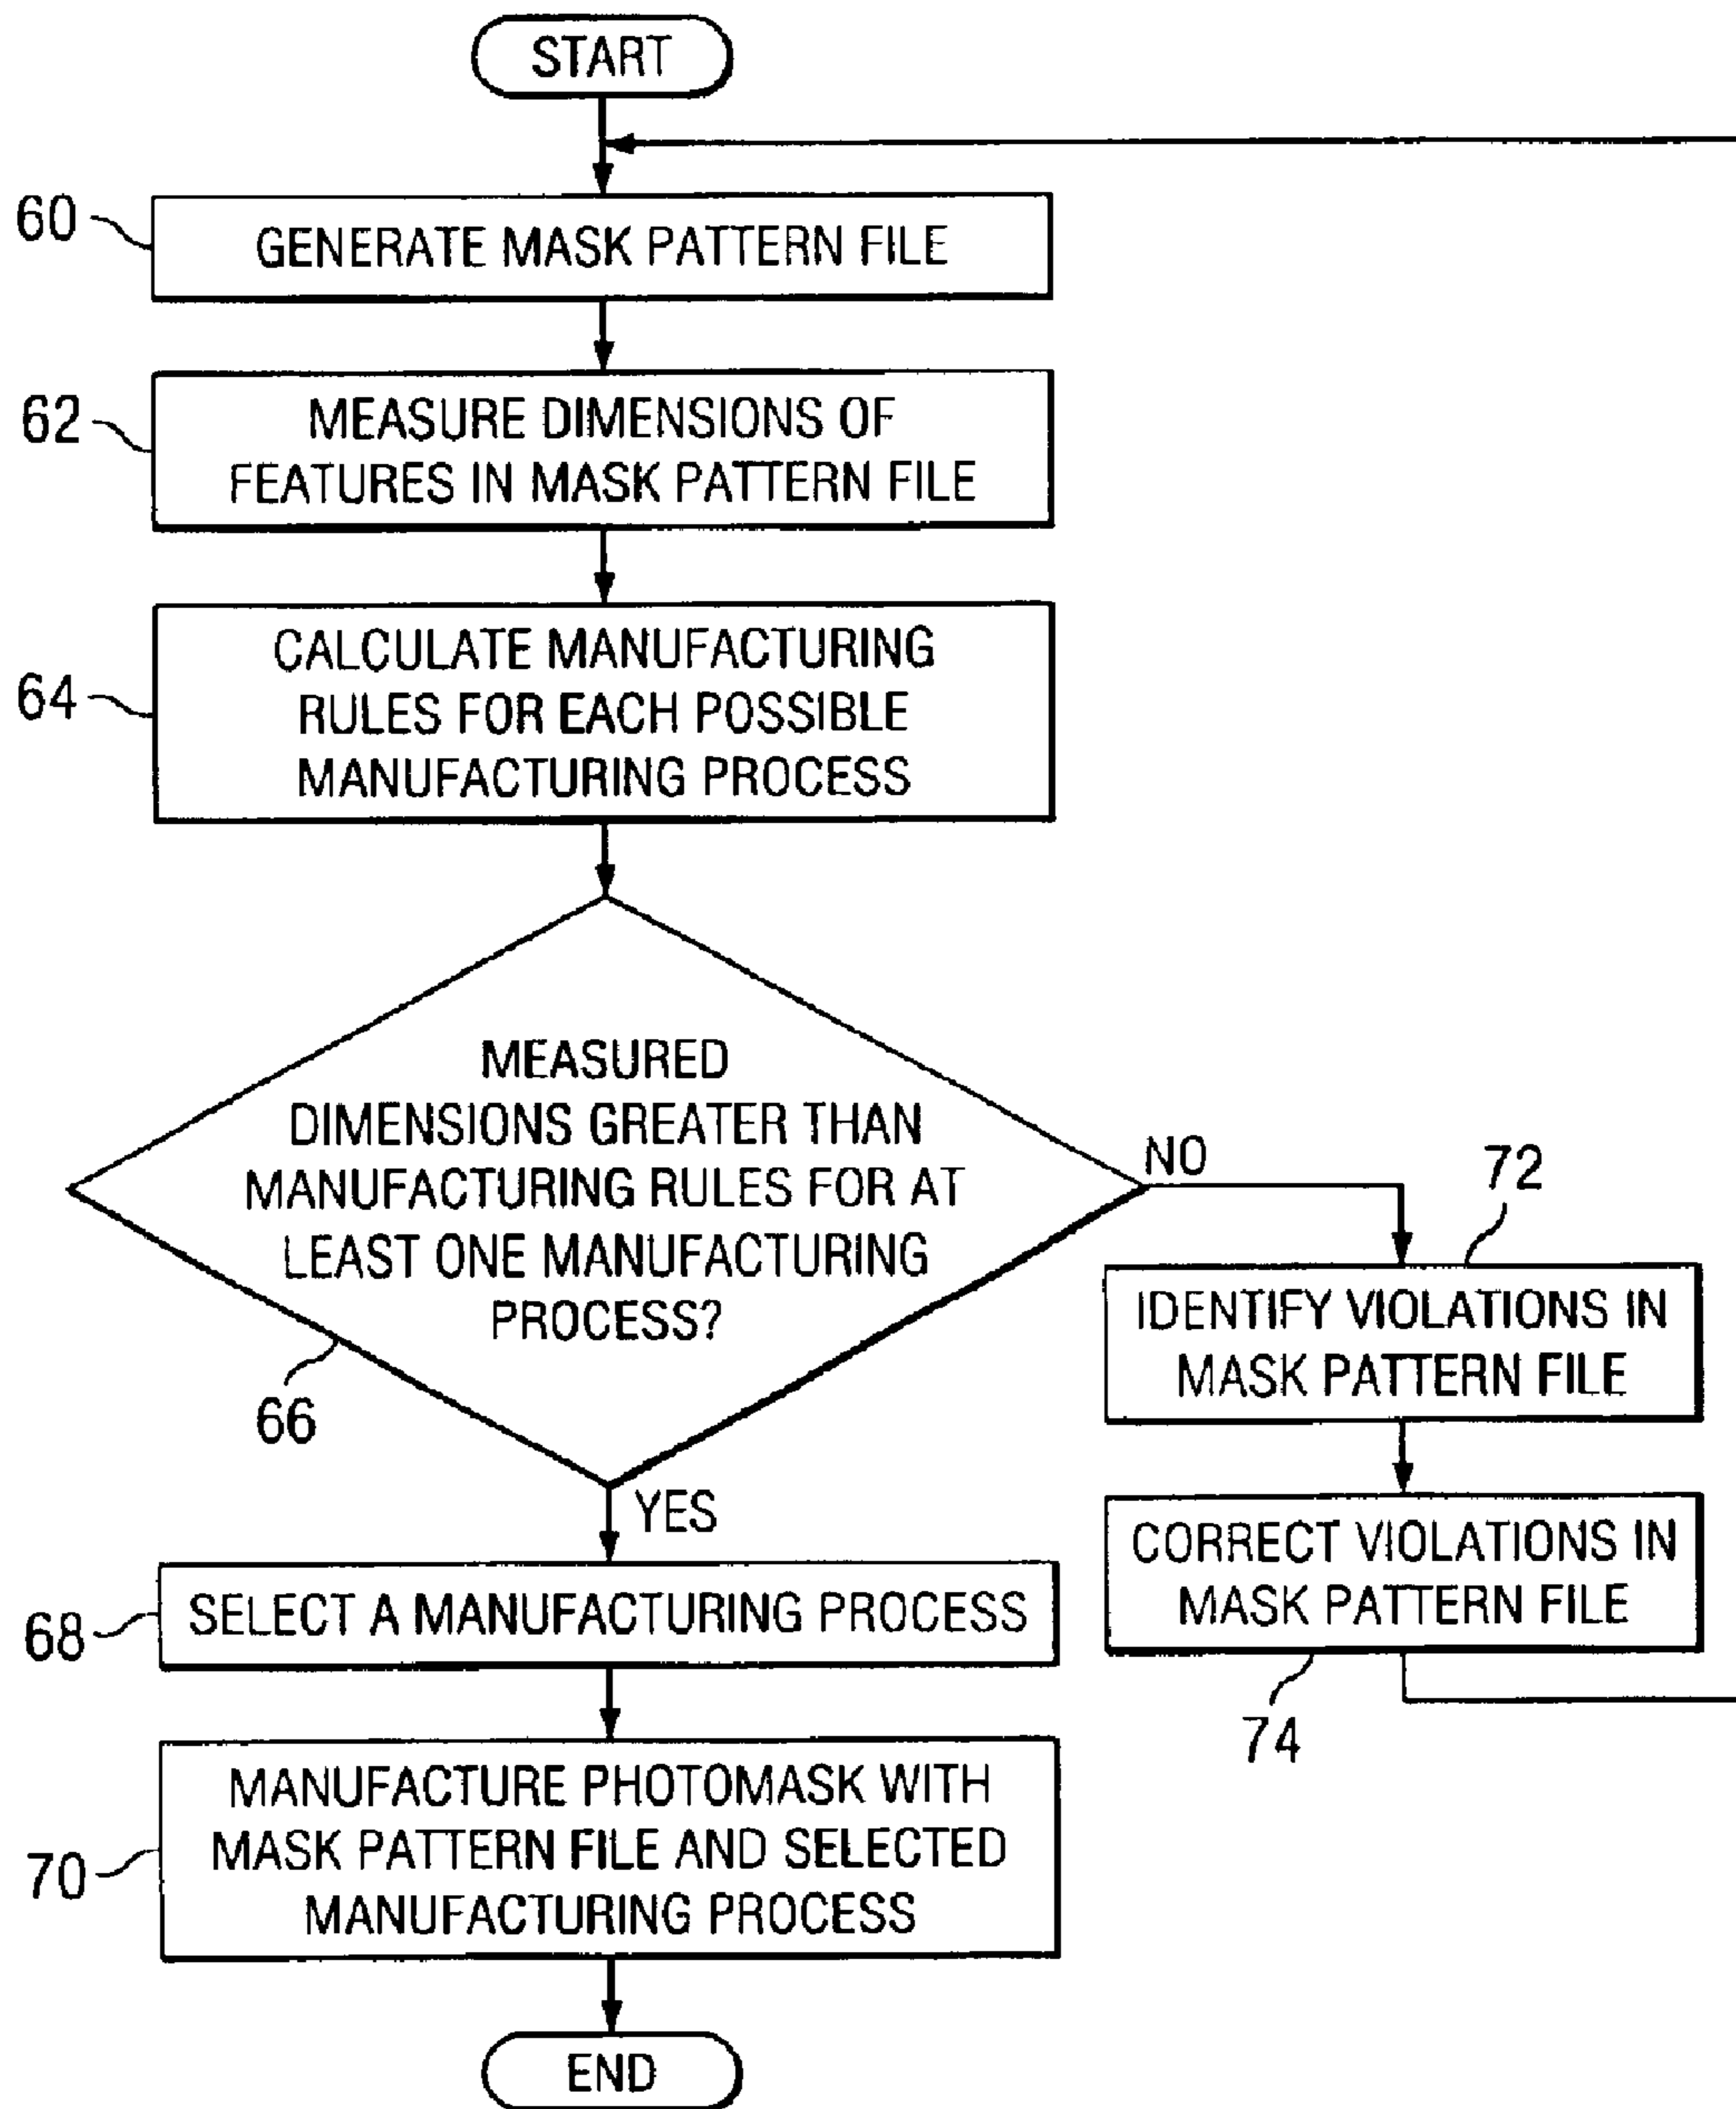 START
60
GENERATE MASK PATTERN FILE
62
MEASURE DIMENSIONS OF
FEATURES IN MASK PATTERN FILE
64
CALCULATE MANUFACTURING
RULES FOR EACH POSSIBLE
MANUFACTURING PROCESS
MEASURED
DIMENSIONS GREATER THAN
MANUFACTURING RULES FOR AT
LEAST ONE MANUFACTURING
PROCESS?
66
NO
72
IDENTIFY VIOLATIONS IN
MASK PATTERN FILE
CORRECT VIOLATIONS IN
MASK PATTERN FILE
74
YES
68
SELECT A MANUFACTURING PROCESS
70
MANUFACTURE PHOTOMASK WITH
MASK PATTERN FILE AND SELECTED
MANUFACTURING PROCESS
END